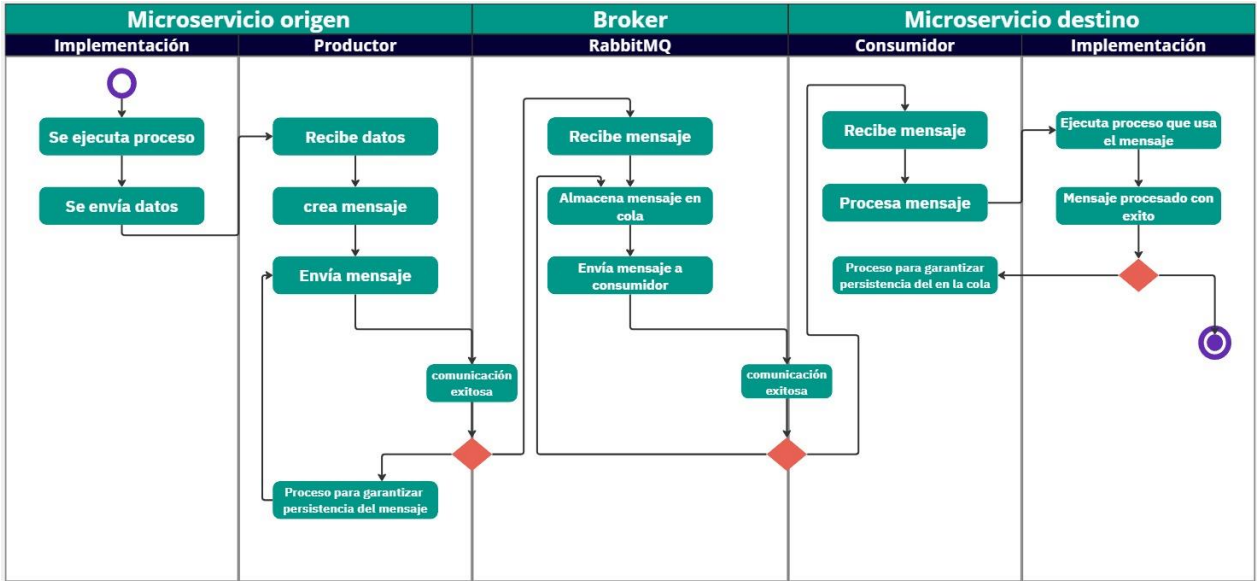 Microservicio origen
Broker
Microservicio destino
Implementación
Productor
RabbitMQ
Consumidor
Implementación
Se ejecuta proceso
Se envía datos
Recibe datos
crea mensaje
Envía mensaje
comunicación
exitosa
Proceso para garantizar
persistencia del mensaje
Recibe mensaje
Almacena mensaje en
cola
Envía mensaje a
consumidor
comunicación
exitosa
Recibe mensaje
Procesa mensaje
Proceso para garantizar
persistencia del en la cola
Ejecuta proceso que usa
el mensaje
Mensaje procesado con
exito